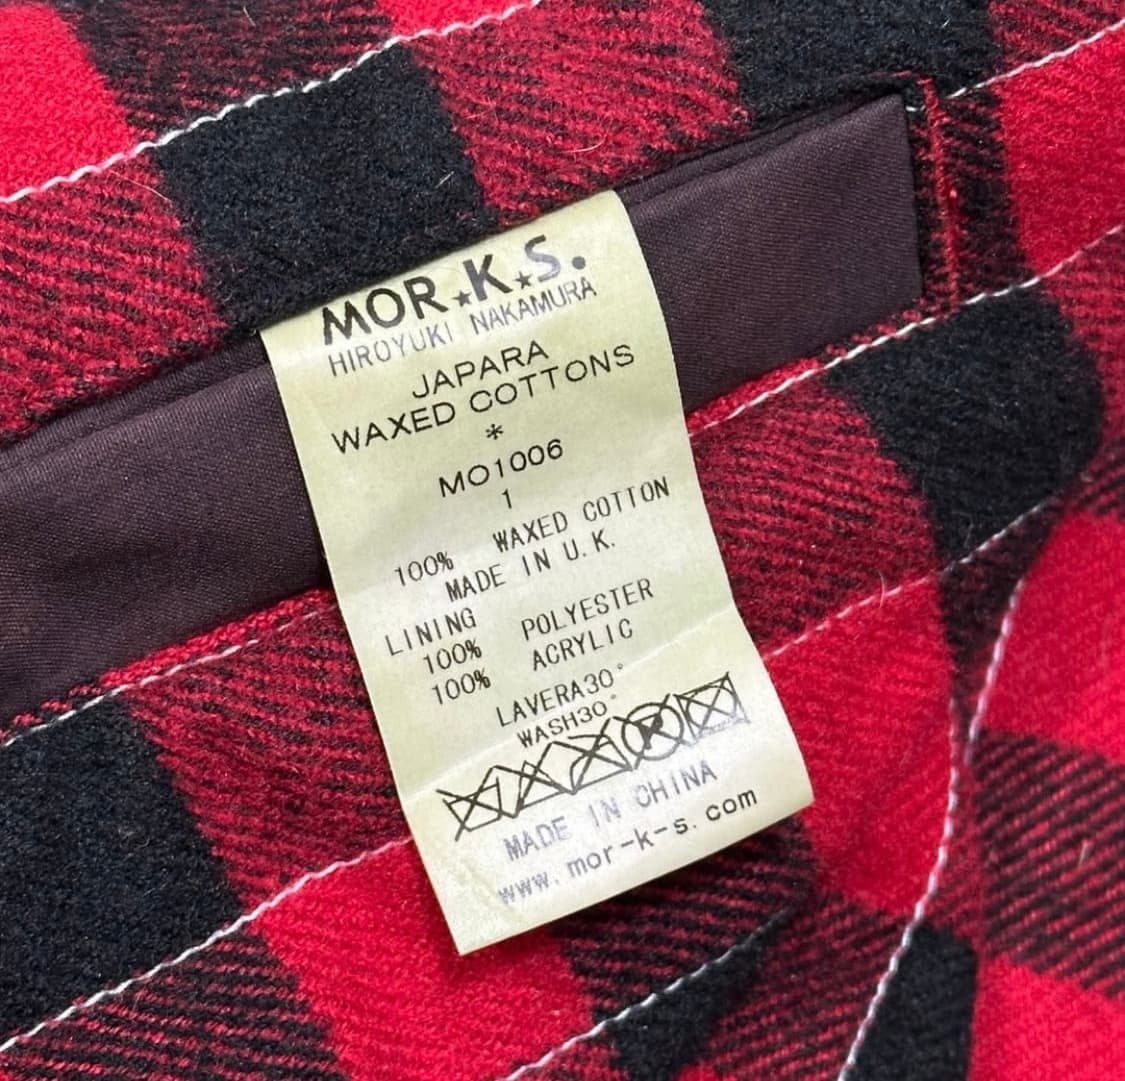 MOR★K★S.
HIROYUKI NAKAMURA
JAPARA
WAXED COTTONS
*
MO1006
1
100% WAXED COTTON
MADE IN U.K.
LINING
100% POLYESTER
100% ACRYLIC
LAVERA30°
WASH30°
MADE IN CHINA
www.mor-k-s.com